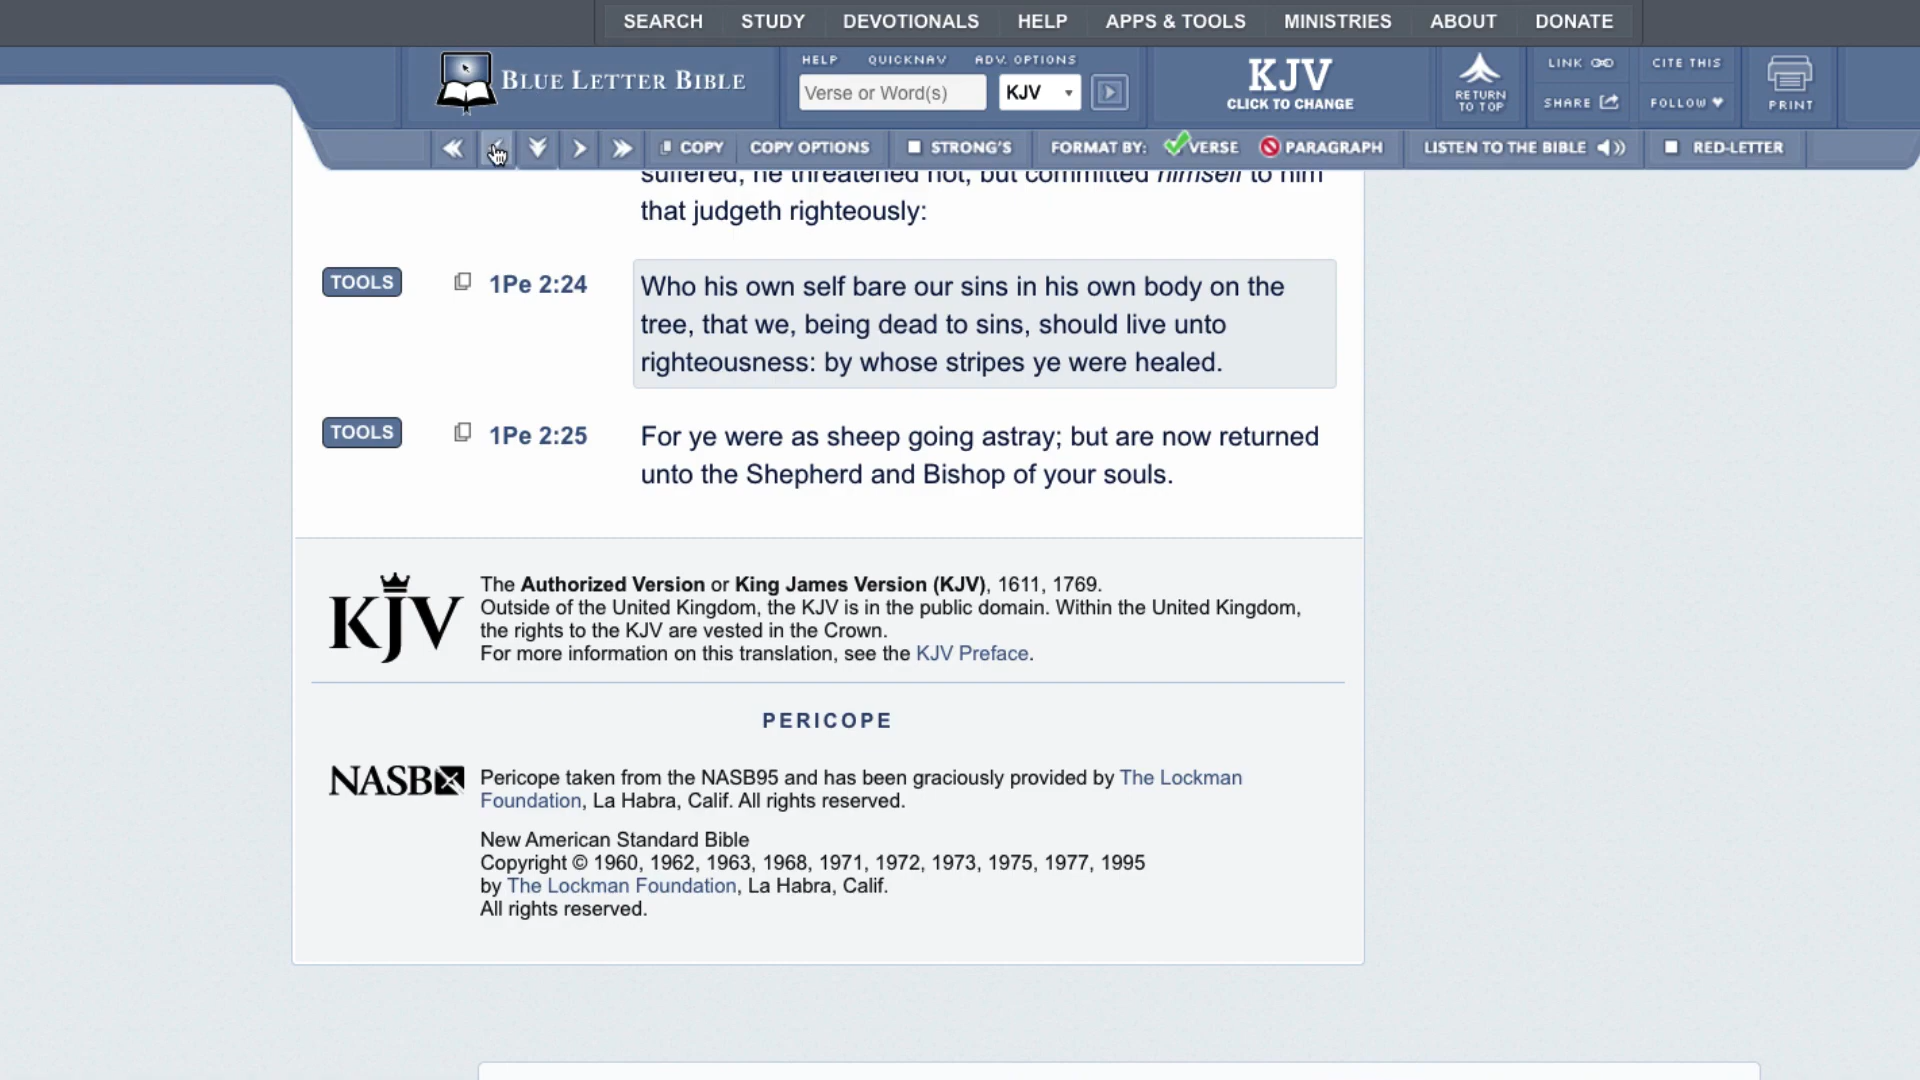 SEARCH STUDY DEVOTIONALS HELP APPS & TOOLS MINISTRIES ABOUT DONATE
BLUE LETTER BIBLE
HELP QUICKNAV ADV. OPTIONS
Verse or Word(s) KJV
KJV
CLICK TO CHANGE
RETURN
TO TOP
LINK
SHARE
CITE THIS
FOLLOW
PRINT
COPY COPY OPTIONS STRONG'S FORMAT BY: VERSE PARAGRAPH LISTEN TO THE BIBLE RED-LETTER
suffered, he threatened not; but committed himself to him
that judgeth righteously:
TOOLS 1Pe 2:24 Who his own self bare our sins in his own body on the
tree, that we, being dead to sins, should live unto
righteousness: by whose stripes ye were healed.
TOOLS 1Pe 2:25 For ye were as sheep going astray; but are now returned
unto the Shepherd and Bishop of your souls.
KJV
The Authorized Version or King James Version (KJV), 1611, 1769.
Outside of the United Kingdom, the KJV is in the public domain. Within the United Kingdom,
the rights to the KJV are vested in the Crown.
For more information on this translation, see the KJV Preface.
PERICOPE
NASB
Pericope taken from the NASB95 and has been graciously provided by The Lockman
Foundation, La Habra, Calif. All rights reserved.
New American Standard Bible
Copyright © 1960, 1962, 1963, 1968, 1971, 1972, 1973, 1975, 1977, 1995
by The Lockman Foundation, La Habra, Calif.
All rights reserved.